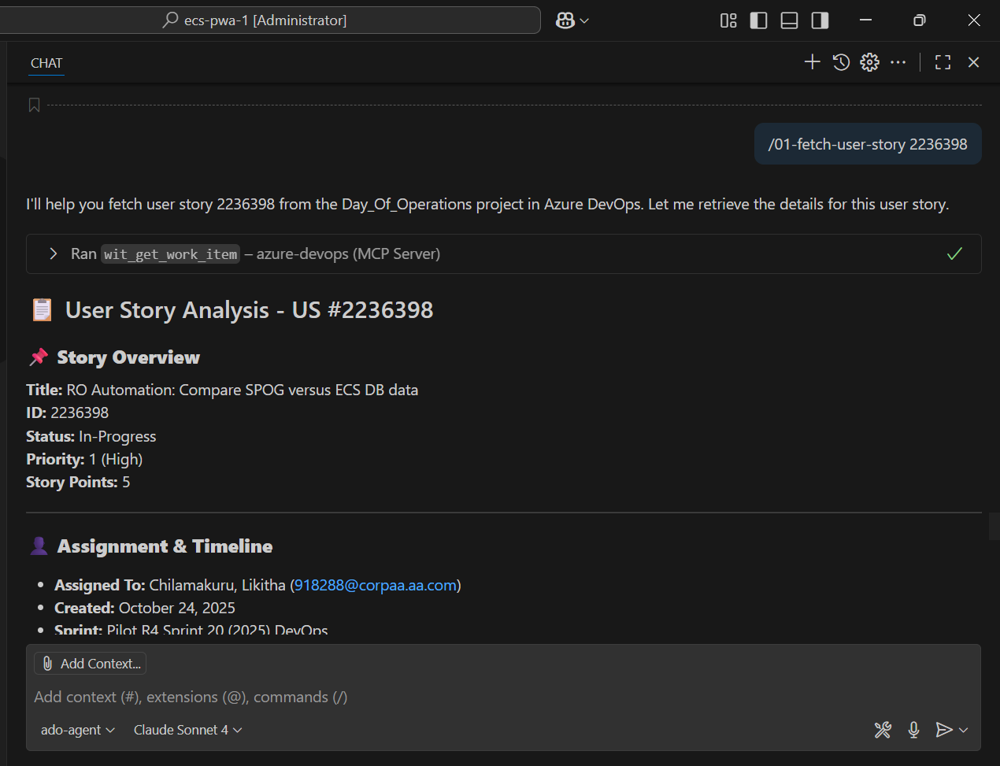 ecs-pwa-1 [Administrator]
CHAT
/01-fetch-user-story 2236398
I'll help you fetch user story 2236398 from the Day_Of_Operations project in Azure DevOps. Let me retrieve the details for this user story.
Ran wit_get_work_item – azure-devops (MCP Server)
User Story Analysis - US #2236398
Story Overview
Title: RO Automation: Compare SPOG versus ECS DB data
ID: 2236398
Status: In-Progress
Priority: 1 (High)
Story Points: 5
Assignment & Timeline
• Assigned To: Chilamakuru, Likitha (918288@corpaa.aa.com)
• Created: October 24, 2025
• Sprint: Pilot R4 Sprint 20 (2025) DevOps
Add Context...
Add context (#), extensions (@), commands (/)
ado-agent Claude Sonnet 4